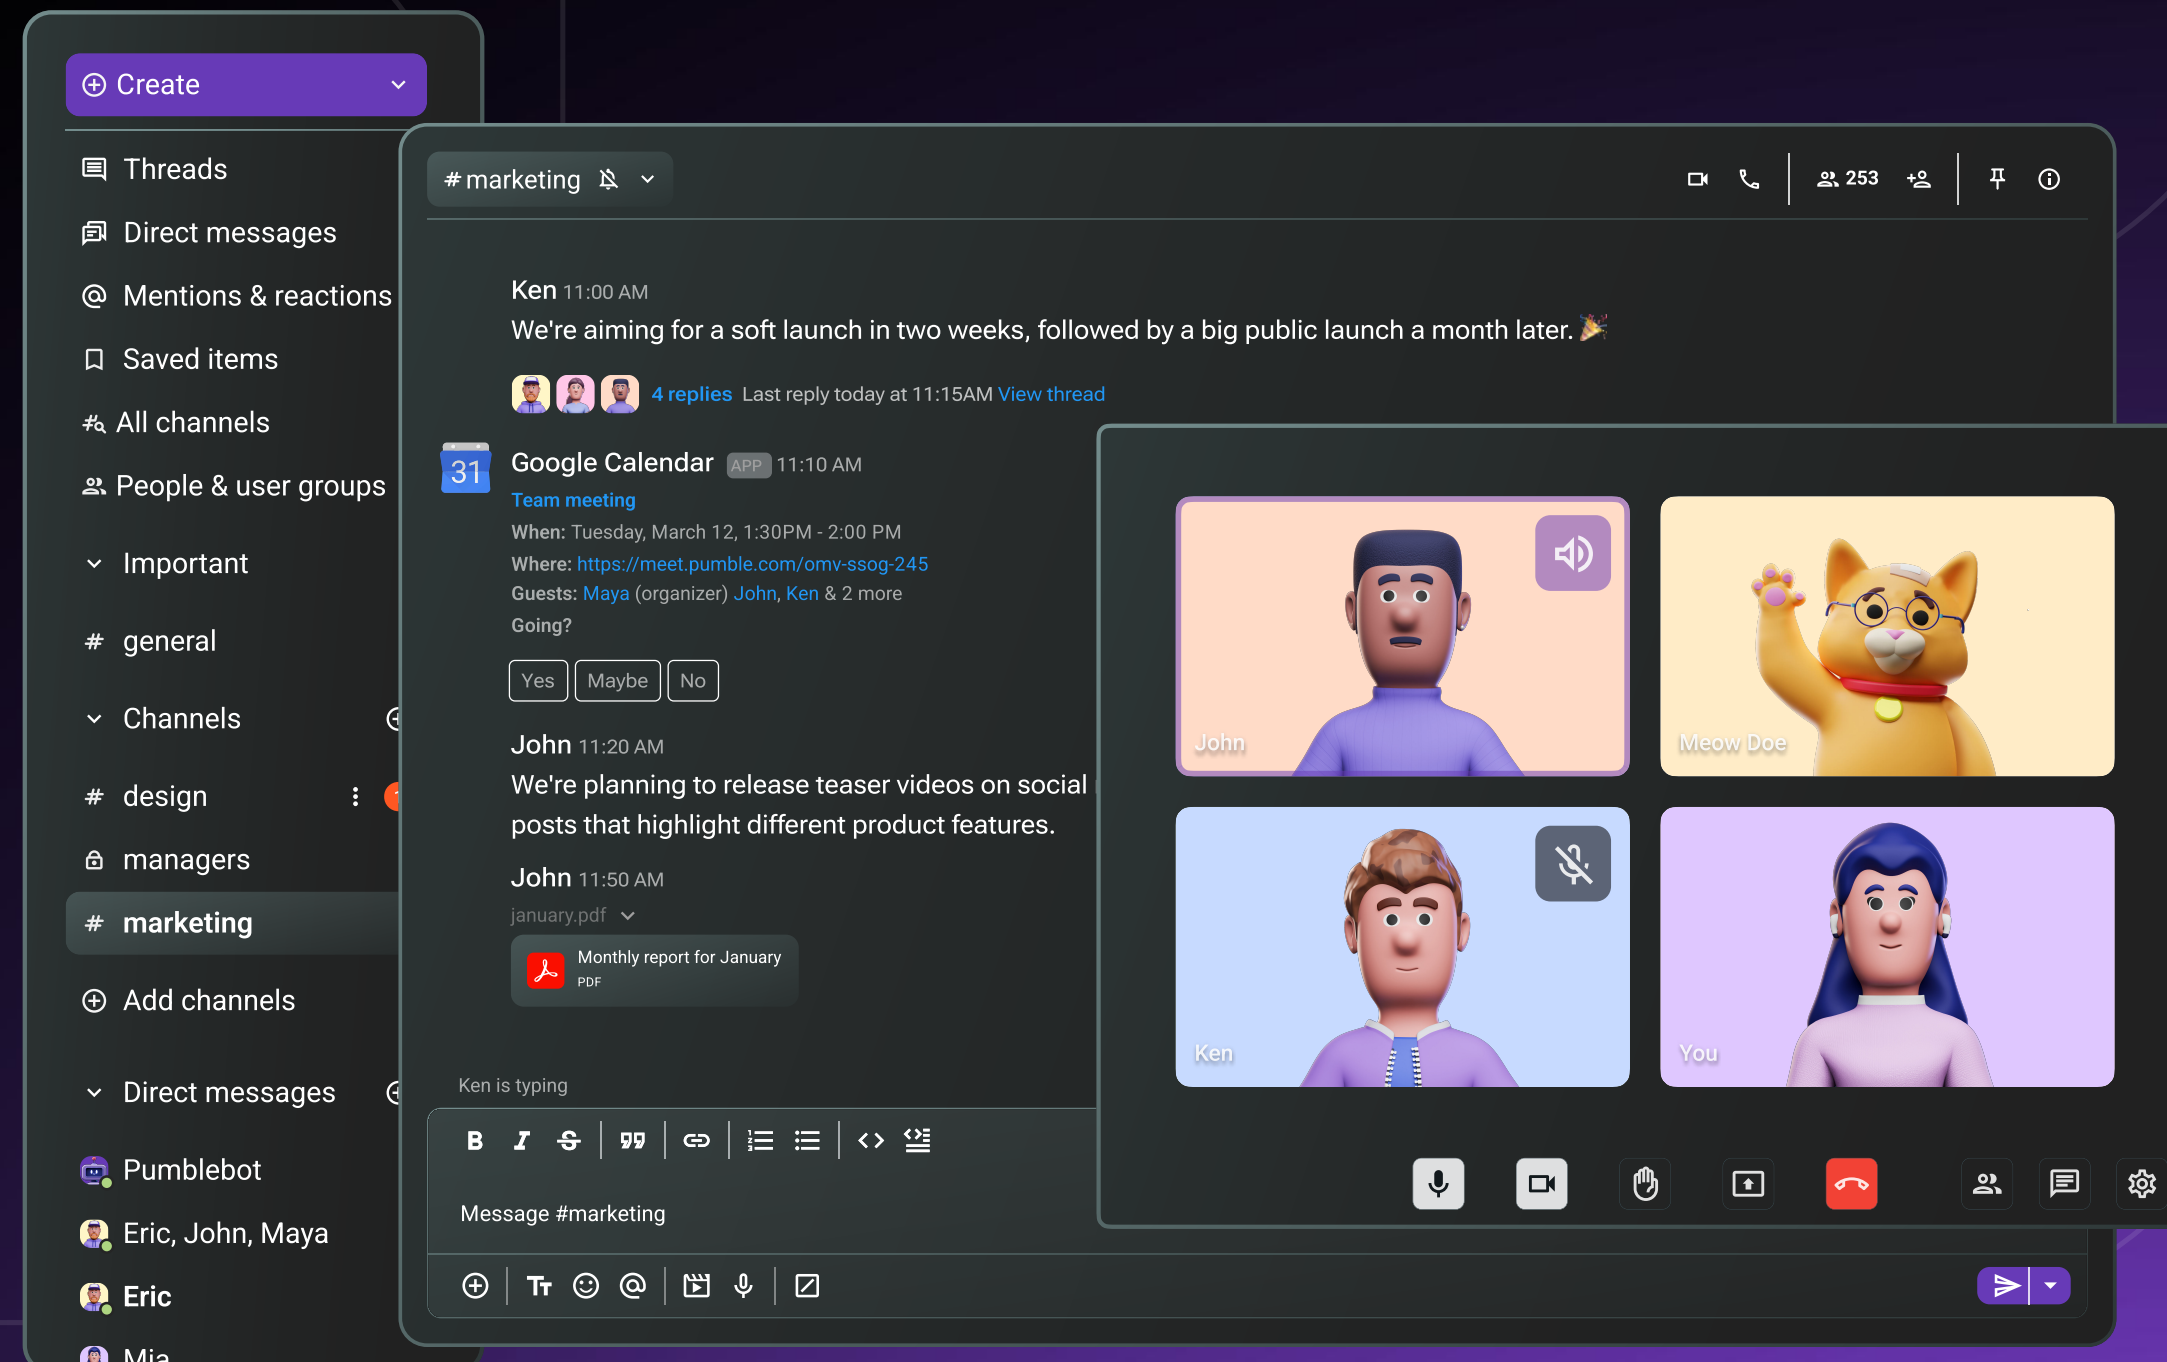 Create
Threads
Direct messages
Mentions & reactions
Saved items
All channels
People & user groups
Important
# general
Channels
# design
managers
# marketing
Add channels
Direct messages
Pumblebot
Eric, John, Maya
Eric
Mia
# marketing
253
Ken 11:00 AM
We're aiming for a soft launch in two weeks, followed by a big public launch a month later. 🎉
4 replies Last reply today at 11:15AM View thread
31
Google Calendar APP 11:10 AM
Team meeting
When: Tuesday, March 12, 1:30PM - 2:00 PM
Where: https://meet.pumble.com/omv-ssog-245
Guests: Maya (organizer) John, Ken & 2 more
Going?
Yes Maybe No
John 11:20 AM
We're planning to release teaser videos on social
posts that highlight different product features.
John 11:50 AM
january.pdf
Monthly report for January
PDF
Ken is typing
B I S
Message #marketing
Tт
John
Meow Doe
Ken
You